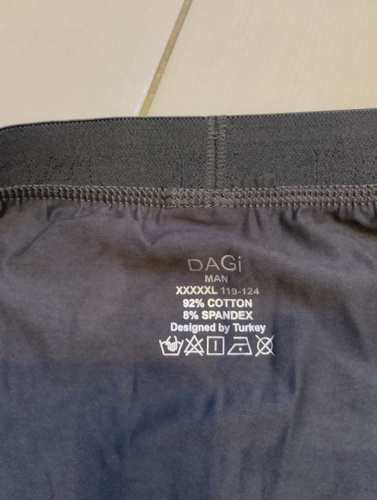 DAGi
MAN
XXXXXL 119-124
92% COTTON
8% SPANDEX
Designed by Turkey